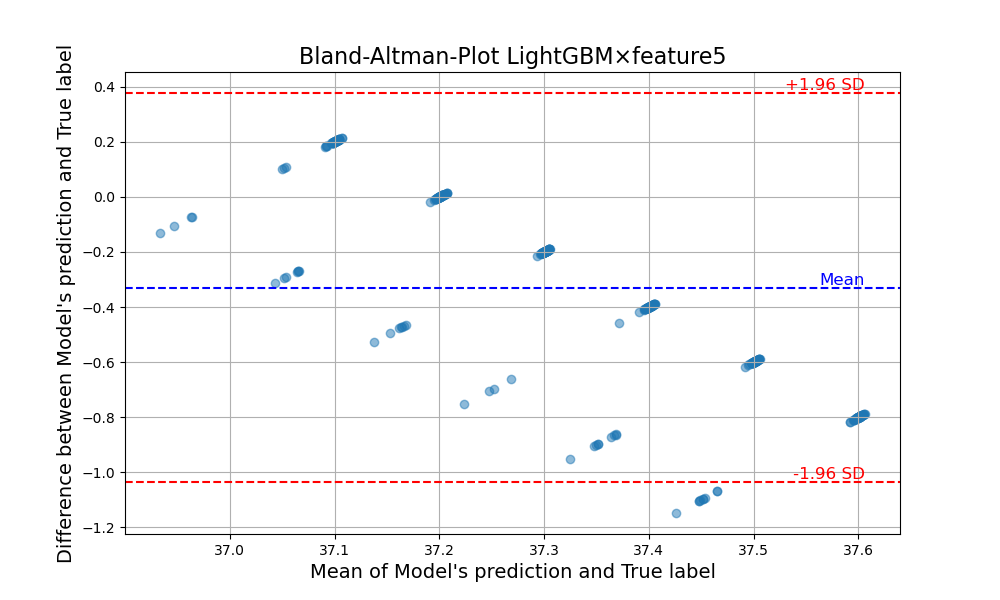 Bland-Altman-Plot LightGBM×feature5
Difference between Model's prediction and True label
0.4
0.2
0.0
−0.2
−0.4
−0.6
−0.8
−1.0
−1.2
+1.96 SD
Mean
-1.96 SD
37.0 37.1 37.2 37.3 37.4 37.5 37.6
Mean of Model's prediction and True label